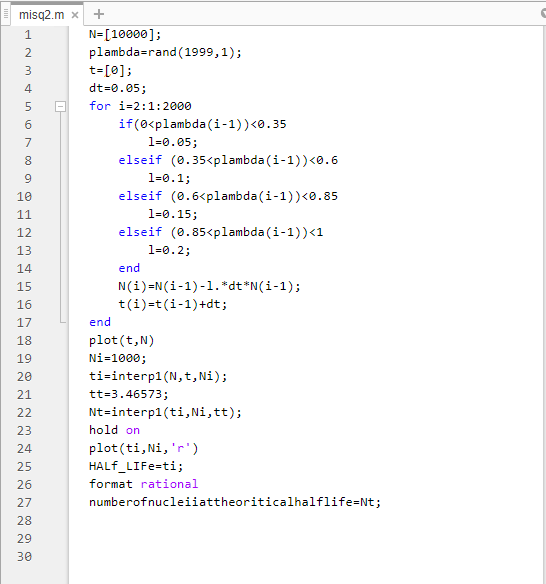 misq2.m × +
1 N=[10000];
2 plambda=rand(1999,1);
3 t=[0];
4 dt=0.05;
5 for i=2:1:2000
6 if(0<plambda(i-1))<0.35
7 l=0.05;
8 elseif (0.35<plambda(i-1))<0.6
9 l=0.1;
10 elseif (0.6<plambda(i-1))<0.85
11 l=0.15;
12 elseif (0.85<plambda(i-1))<1
13 l=0.2;
14 end
15 N(i)=N(i-1)-l.*dt*N(i-1);
16 t(i)=t(i-1)+dt;
17 end
18 plot(t,N)
19 Ni=1000;
20 ti=interp1(N,t,Ni);
21 tt=3.46573;
22 Nt=interp1(ti,Ni,tt);
23 hold on
24 plot(ti,Ni,'r')
25 HALf_LIFe=ti;
26 format rational
27 numberofnucleiiattheoriticalhalflife=Nt;
28
29
30